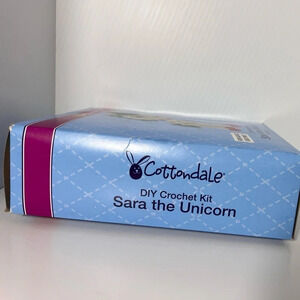 Cottondale®
DIY Crochet Kit
Sara the Unicorn